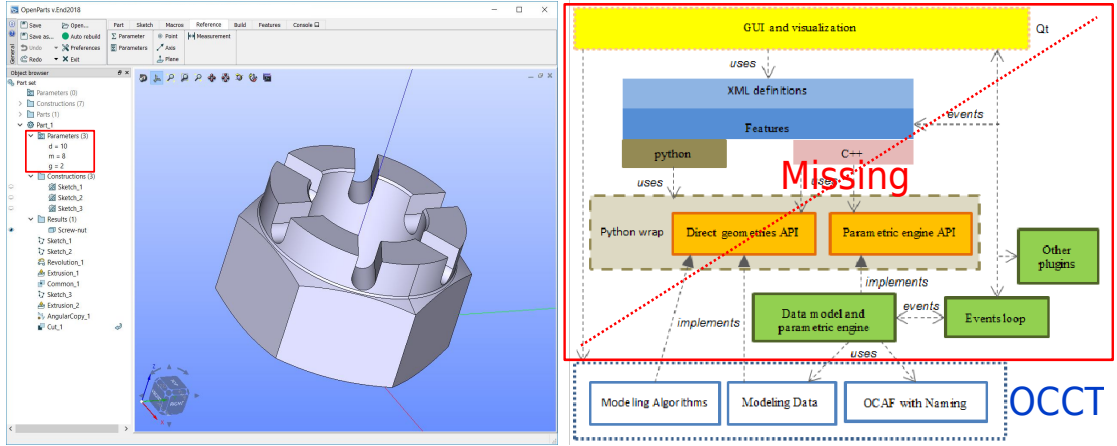 OpenParts v.End2018
General
Save
Open...
Save as...
Auto rebuild
Undo
Preferences
Redo
Exit
Part Sketch Macros Reference Build Features Console
Parameter
Point
Measurement
Parameters
Axis
Plane
Object browser
Part set
Parameters (0)
Constructions (7)
Parts (1)
Part_1
Parameters (3)
d = 10
m = 8
g = 2
Constructions (3)
Sketch_1
Sketch_2
Sketch_3
Results (1)
Screw-nut
Sketch_1
Sketch_2
Revolution_1
Extrusion_1
Common_1
Sketch_3
Extrusion_2
AngularCopy_1
Cut_1
Z
X
GUI and visualization
Qt
uses
XML definitions
Features
events
python
C++
uses
uses
Missing
Python wrap
Direct geometries API
Parametric engine API
Other
plugins
implements
Data model and
parametric engine
events
Events loop
implements
uses
Modeling Algorithms
Modeling Data
OCAF with Naming
OCCT